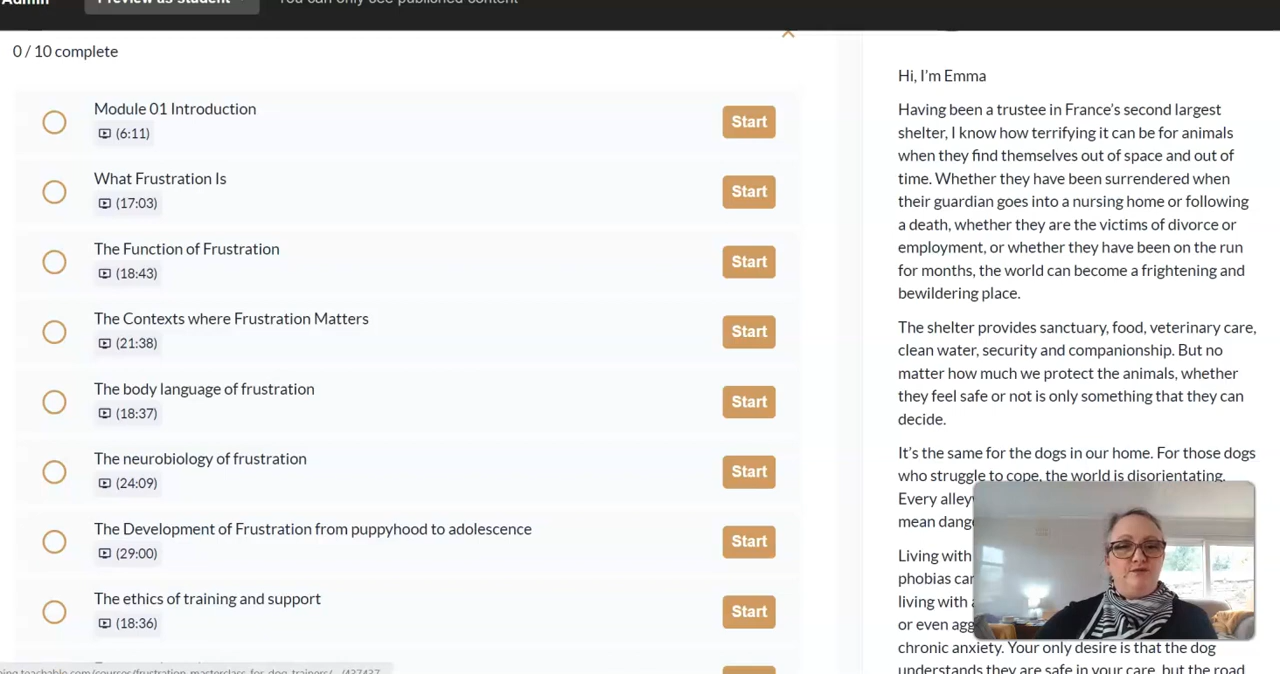 Admin
Preview as student
You can only see published content
0 / 10 complete
Module 01 Introduction
(6:11)
Start
What Frustration Is
(17:03)
Start
The Function of Frustration
(18:43)
Start
The Contexts where Frustration Matters
(21:38)
Start
The body language of frustration
(18:37)
Start
The neurobiology of frustration
(24:09)
Start
The Development of Frustration from puppyhood to adolescence
(29:00)
Start
The ethics of training and support
(18:36)
Start
Hi, I'm Emma
Having been a trustee in France's second largest
shelter, I know how terrifying it can be for animals
when they find themselves out of space and out of
time. Whether they have been surrendered when
their guardian goes into a nursing home or following
a death, whether they are the victims of divorce or
employment, or whether they have been on the run
for months, the world can become a frightening and
bewildering place.
The shelter provides sanctuary, food, veterinary care,
clean water, security and companionship. But no
matter how much we protect the animals, whether
they feel safe or not is only something that they can
decide.
It's the same for the dogs in our home. For those dogs
who struggle to cope, the world is disorientating.
Every
mean
Living with
phobias
living with
or even
chronic anxiety. Your only desire is that the dog
understands they are safe in your care, but the road